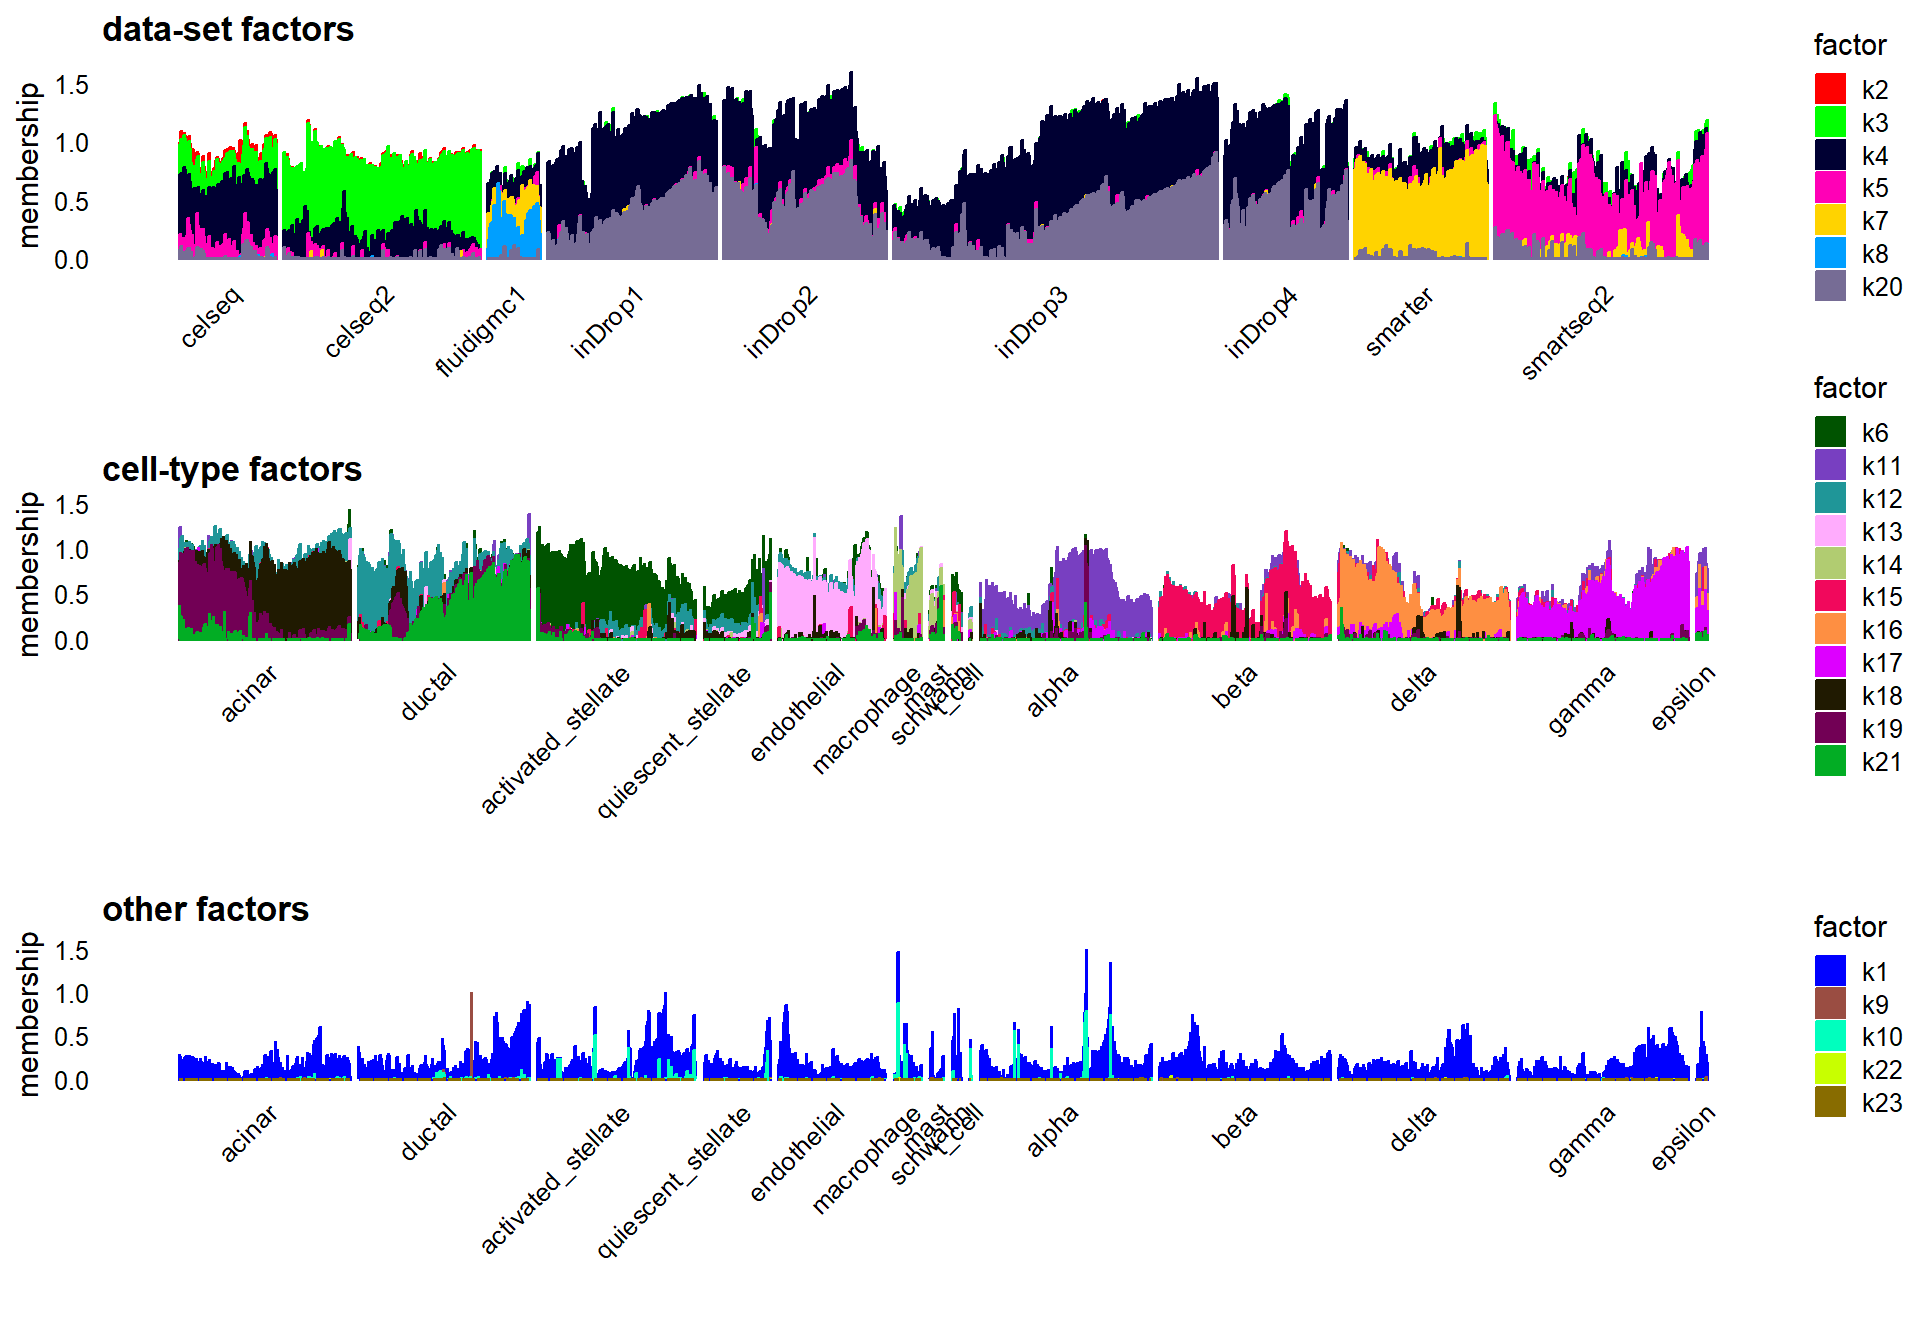 data-set factors
membership
1.5
1.0
0.5
0.0
celseq
celseq2
fluidigmc1
inDrop1
inDrop2
inDrop3
inDrop4
smarter
smartseq2
factor
k2
k3
k4
k5
k7
k8
k20
cell-type factors
membership
1.5
1.0
0.5
0.0
acinar
ductal
activated_stellate
quiescent_stellate
endothelial
macrophage
mast
schwann
t_cell
alpha
beta
delta
gamma
epsilon
factor
k6
k11
k12
k13
k14
k15
k16
k17
k18
k19
k21
other factors
membership
1.5
1.0
0.5
0.0
acinar
ductal
activated_stellate
quiescent_stellate
endothelial
macrophage
mast
schwann
t_cell
alpha
beta
delta
gamma
epsilon
factor
k1
k9
k10
k22
k23